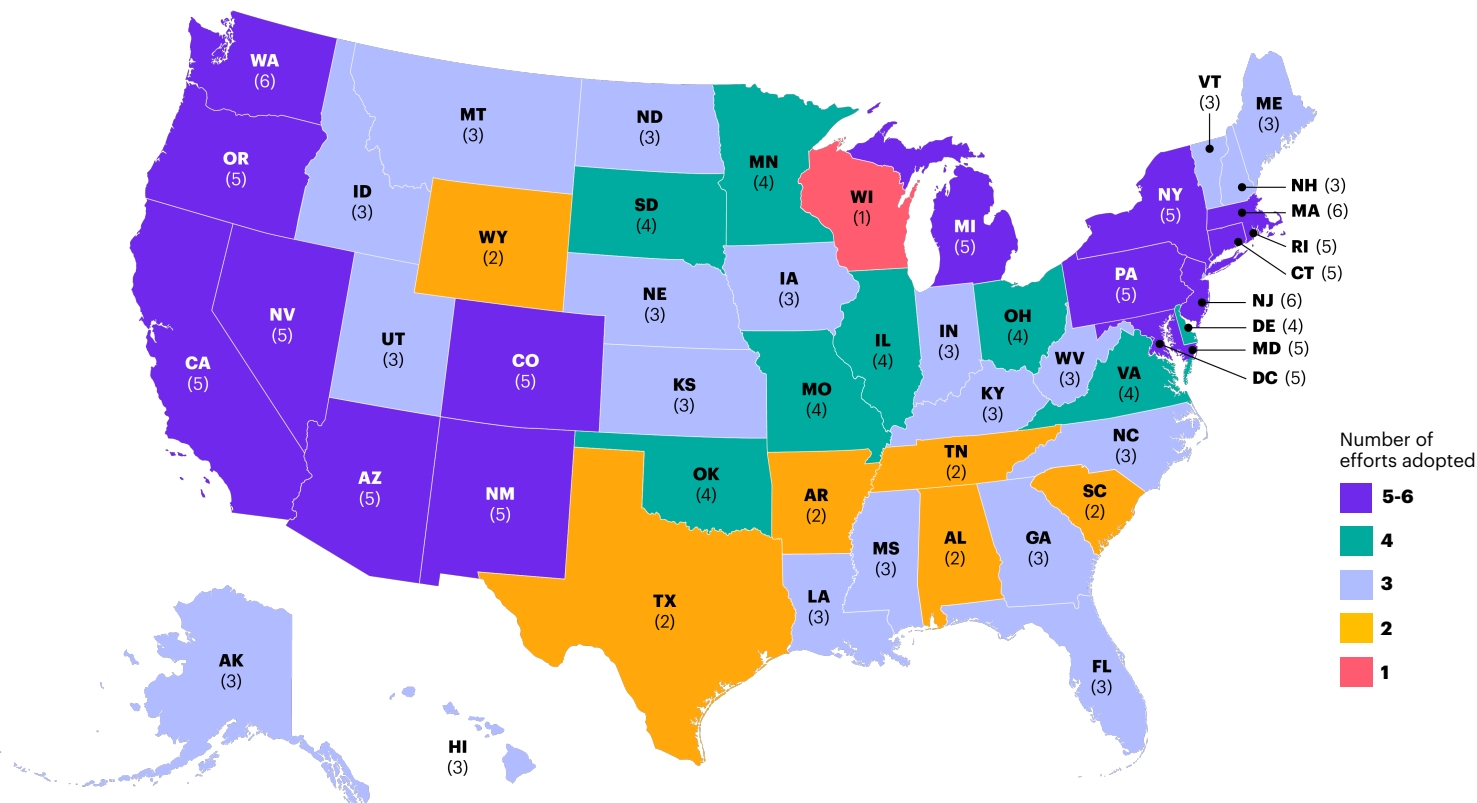 WA
(6)
OR
(5)
CA
(5)
NV
(5)
ID
(3)
MT
(3)
WY
(2)
UT
(3)
CO
(5)
AZ
(5)
NM
(5)
ND
(3)
SD
(4)
NE
(3)
KS
(3)
OK
(4)
TX
(2)
MN
(4)
IA
(3)
MO
(4)
AR
(2)
LA
(3)
WI
(1)
IL
(4)
MI
(5)
IN
(3)
OH
(4)
KY
(3)
TN
(2)
MS
(3)
AL
(2)
GA
(3)
FL
(3)
SC
(2)
NC
(3)
VA
(4)
WV
(3)
PA
(5)
NY
(5)
VT
(3)
ME
(3)
NH (3)
MA (6)
RI (5)
CT (5)
NJ (6)
DE (4)
MD (5)
DC (5)
AK
(3)
HI
(3)
Number of
efforts adopted
5-6
4
3
2
1